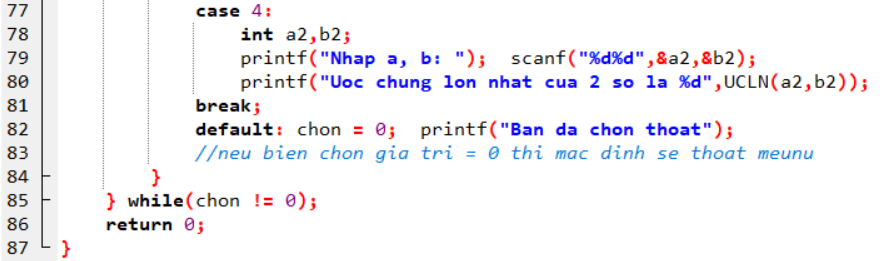 77 case 4:
78 int a2,b2;
79 printf("Nhap a, b: ");  scanf("%d%d",&a2,&b2);
80 printf("Uoc chung lon nhat cua 2 so la %d",UCLN(a2,b2));
81 break;
82 default: chon = 0;  printf("Ban da chon thoat");
83 //neu bien chon gia tri = 0 thi mac dinh se thoat meunu
84 }
85 } while(chon != 0);
86 return 0;
87 }